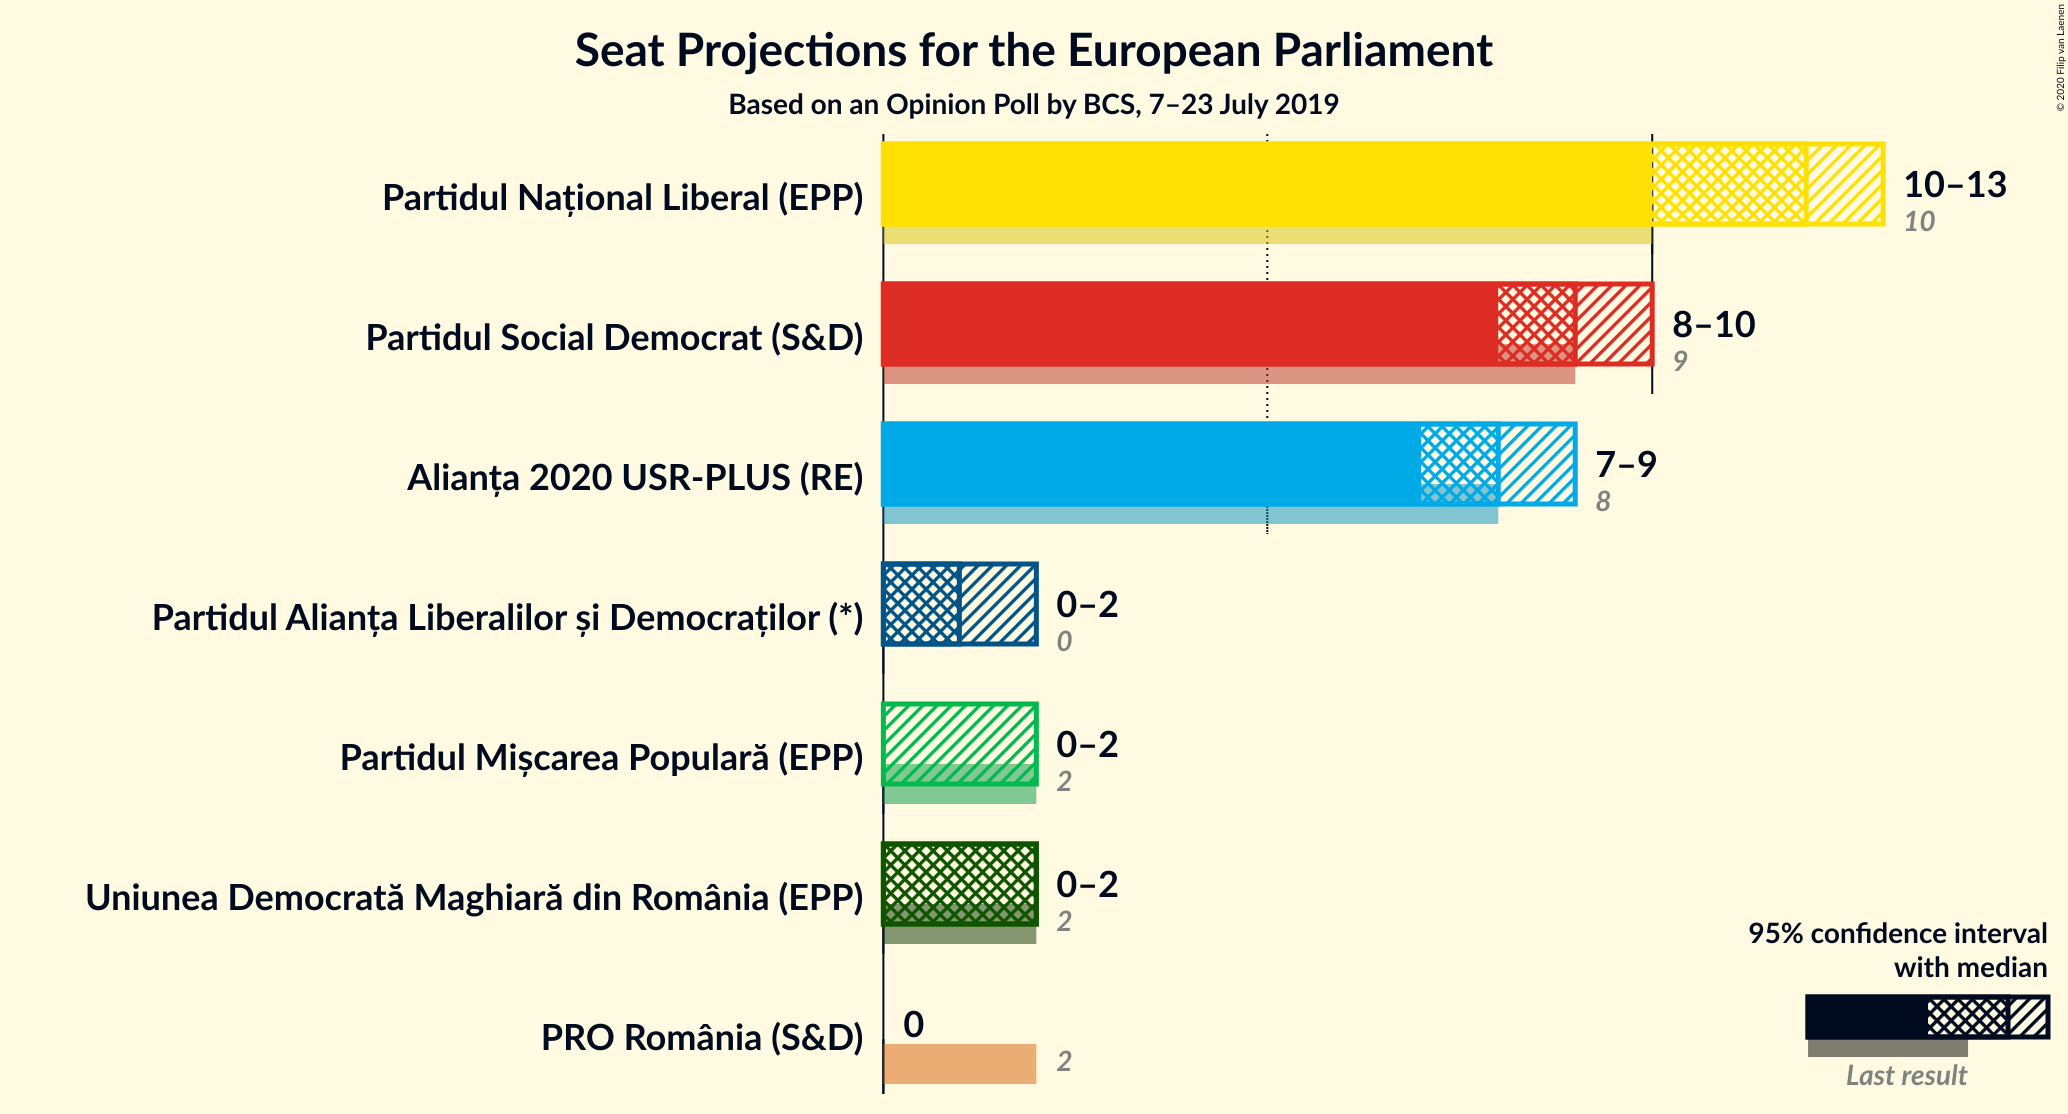 Seat Projections for the European Parliament
Based on an Opinion Poll by BCS, 7–23 July 2019
© 2020 Filip van Laenen
Partidul Național Liberal (EPP)
10–13
10
Partidul Social Democrat (S&D)
8–10
9
Alianța 2020 USR-PLUS (RE)
7–9
8
Partidul Alianța Liberalilor și Democraților (*)
0–2
0
Partidul Mișcarea Populară (EPP)
0–2
2
Uniunea Democrată Maghiară din România (EPP)
0–2
2
PRO România (S&D)
0
2
95% confidence interval
with median
Last result